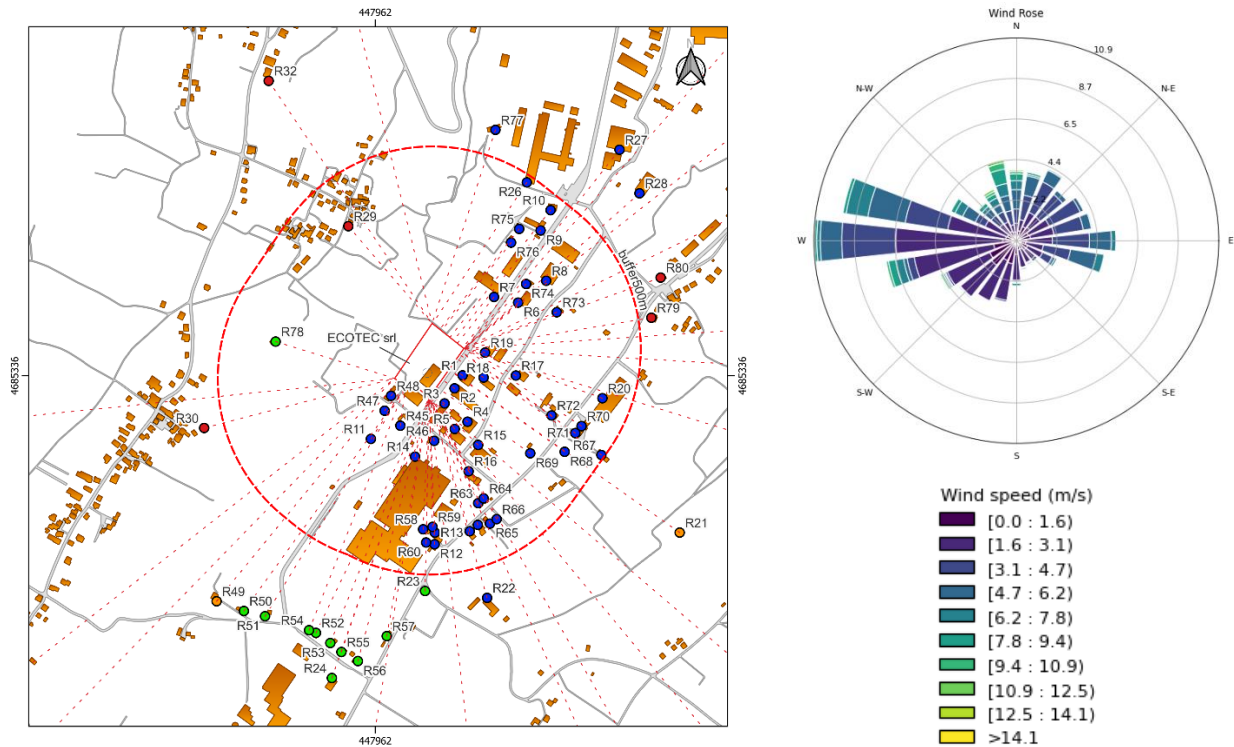 447962
R32
R77
R27
R28
R26
R10
R29
R75
R9
R76
buffer500m
R80
R8
R7
R74
R6
R73
R79
R78
ECOTEC srl
R19
4685336
4685336
R1
R18
R17
R48
R3
R2
R20
R47
R45
R5
R4
R72
R70
R30
R46
R71
R11
R15
R67
R14
R69
R68
R16
R63
R64
R66
R58
R59
R13
R65
R21
R60
R12
R23
R22
R49
R50
R51
R54
R52
R57
R53
R55
R24
R56
447962
Wind Rose
N
10.9
8.7
N-W
N-E
6.5
4.4
W
E
S-W
S-E
S
Wind speed (m/s)
[0.0 : 1.6)
[1.6 : 3.1)
[3.1 : 4.7)
[4.7 : 6.2)
[6.2 : 7.8)
[7.8 : 9.4)
[9.4 : 10.9)
[10.9 : 12.5)
[12.5 : 14.1)
>14.1